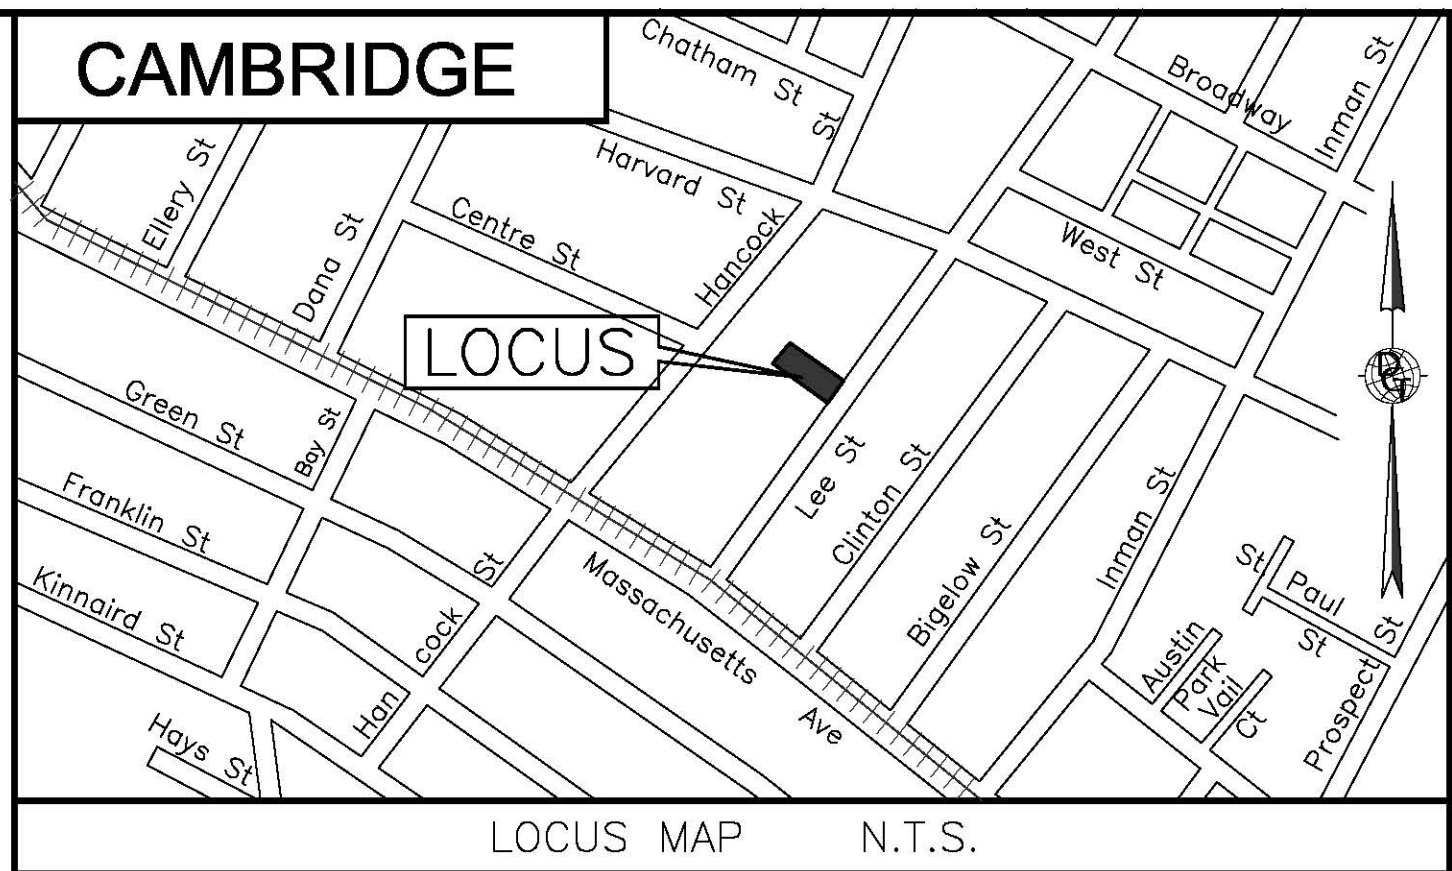 CAMBRIDGE
Chatham St
St
Broadway
Inman St
Ellery St
Harvard St
Centre St
Hancock
Dana St
West St
LOCUS
Green St
Bay St
Lee St
Clinton St
Franklin St
Inman St
Bigelow St
St
Massachusetts
Ave
St
Paul
St
Kinnaird St
cock
Han
Austin
Park
Vail
Ct
Prospect St
Hays St
LOCUS MAP N.T.S.